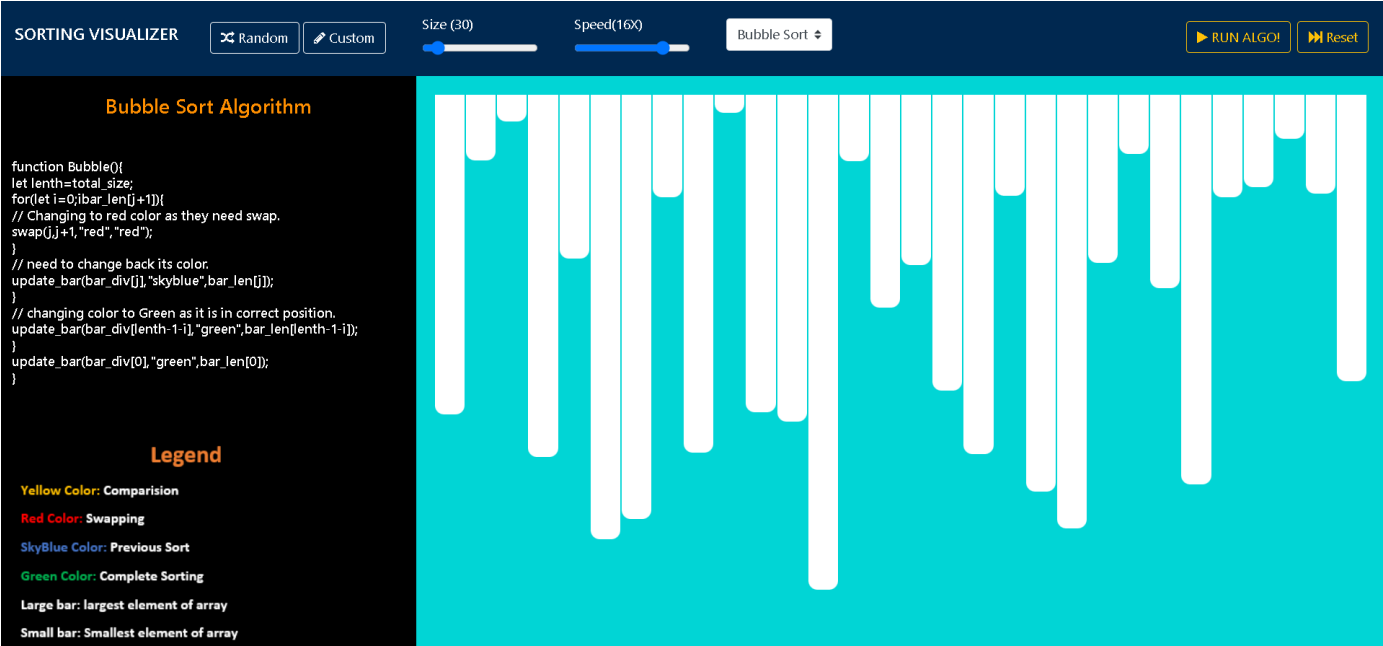 SORTING VISUALIZER
Random
Custom
Size (30)
Speed(16X)
Bubble Sort
RUN ALGO!
Reset
Bubble Sort Algorithm
function Bubble(){
let lenth=total_size;
for(let i=0;ibar_len[j+1]){
// Changing to red color as they need swap.
swap(j,j+1,"red","red");
}
// need to change back its color.
update_bar(bar_div[j],"skyblue",bar_len[j]);
}
// changing color to Green as it is in correct position.
update_bar(bar_div[lenth-1-i],"green",bar_len[lenth-1-i]);
}
update_bar(bar_div[0],"green",bar_len[0]);
}
Legend
Yellow Color: Comparision
Red Color: Swapping
SkyBlue Color: Previous Sort
Green Color: Complete Sorting
Large bar: largest element of array
Small bar: Smallest element of array